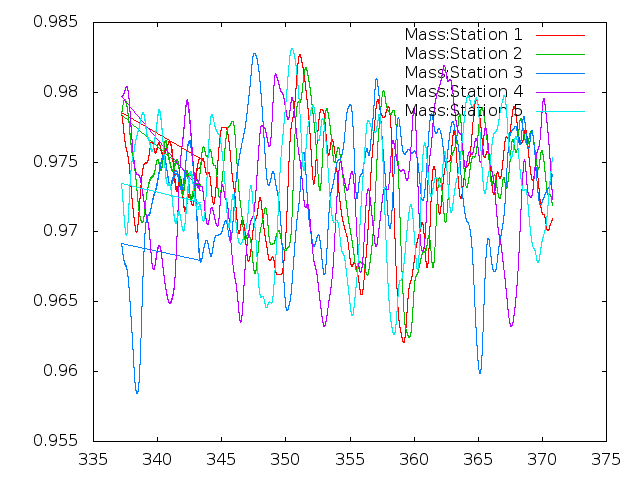 0.985
0.98
0.975
0.97
0.965
0.96
0.955
335 340 345 350 355 360 365 370 375
Mass:Station 1
Mass:Station 2
Mass:Station 3
Mass:Station 4
Mass:Station 5